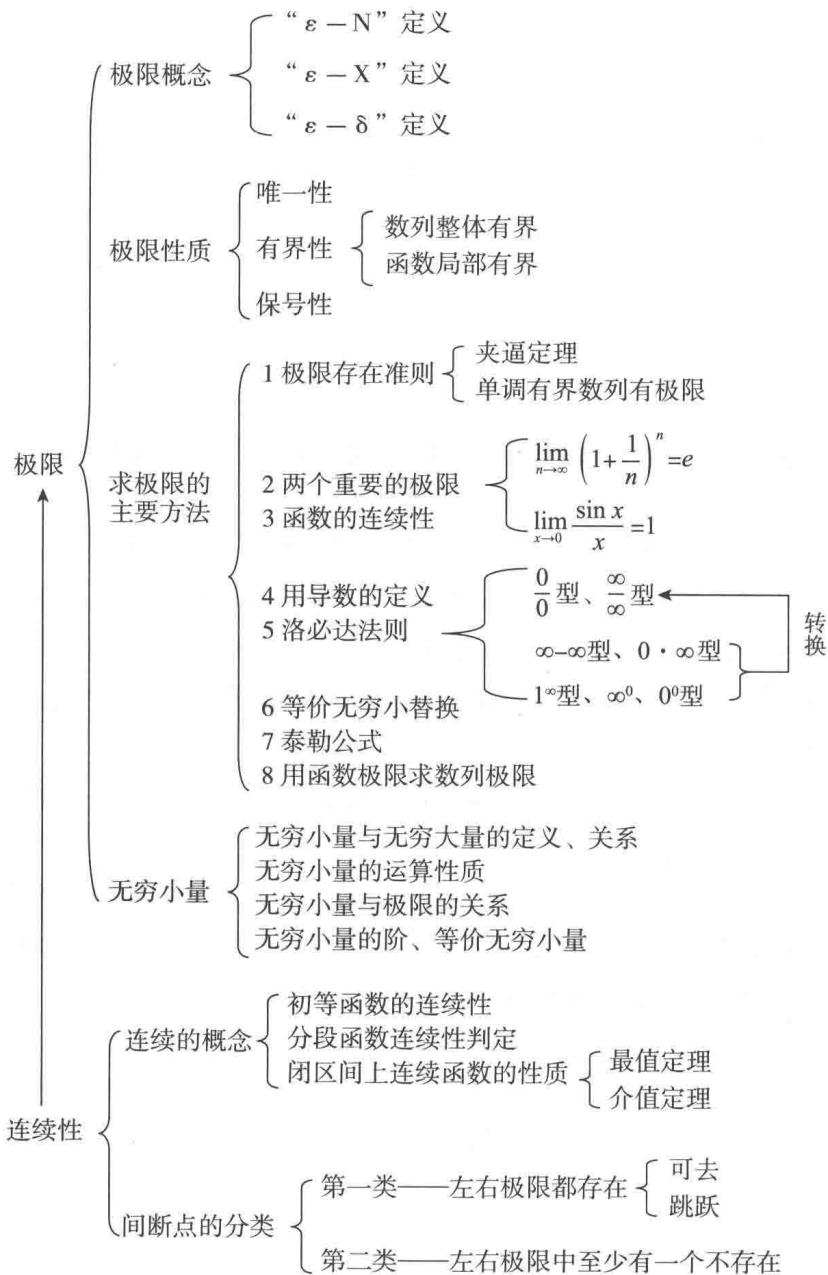 “ε－N”定义
极限概念
“ε－X”定义
“ε－δ”定义
唯一性
极限性质
有界性
数列整体有界
函数局部有界
保号性
1 极限存在准则
夹逼定理
单调有界数列有极限
极限
求极限的
主要方法
2 两个重要的极限
lim n→∞ (1+1/n)^n=e
3 函数的连续性
lim x→0 sin x/x=1
4 用导数的定义
5 洛必达法则
0/0型、∞/∞型
∞–∞型、0·∞型
1^∞型、∞^0、0^0型
转换
6 等价无穷小替换
7 泰勒公式
8 用函数极限求数列极限
无穷小量
无穷小量与无穷大量的定义、关系
无穷小量的运算性质
无穷小量与极限的关系
无穷小量的阶、等价无穷小量
连续性
连续的概念
初等函数的连续性
分段函数连续性判定
闭区间上连续函数的性质
最值定理
介值定理
间断点的分类
第一类——左右极限都存在
可去
跳跃
第二类——左右极限中至少有一个不存在